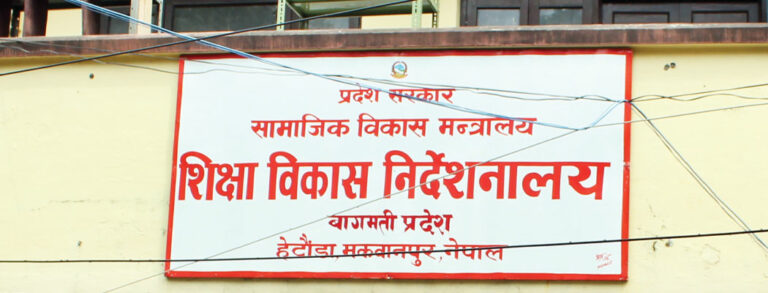 प्रदेश सरकार
सामाजिक विकास मन्त्रालय
शिक्षा विकास निर्देशनालय
बागमती प्रदेश
हेटौंडा,मकवानपुर,नेपाल